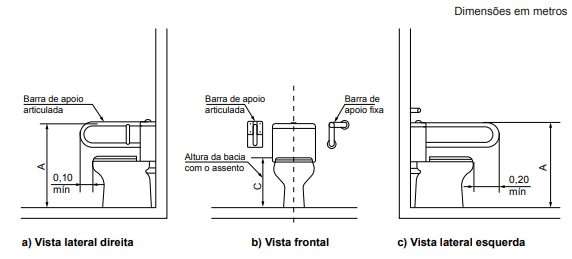 Dimensões em metros
Barra de apoio
articulada
A
0,10
mín
a) Vista lateral direita
Barra de apoio
articulada
Barra de
apoio fixa
Altura da bacia
com o assento
C
b) Vista frontal
A
0,20
mín
c) Vista lateral esquerda